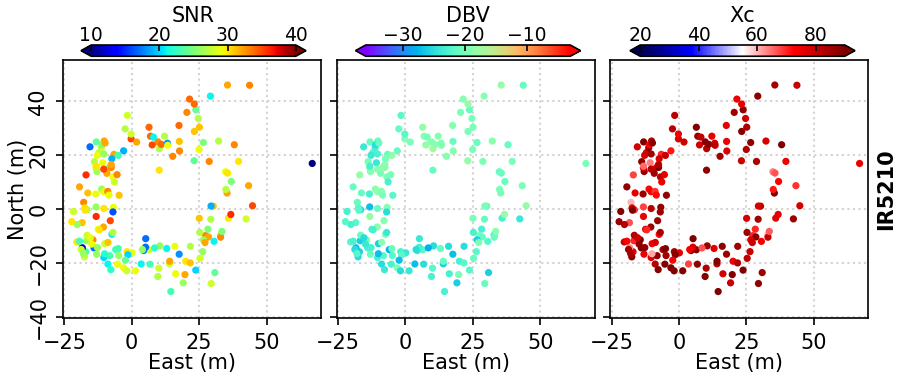 SNR DBV Xc
10 20 30 40 −30 −20 −10 20 40 60 80
40
20
0
−20
−40
North (m)
IR5210
−25 0 25 50 −25 0 25 50 −25 0 25 50
East (m) East (m) East (m)